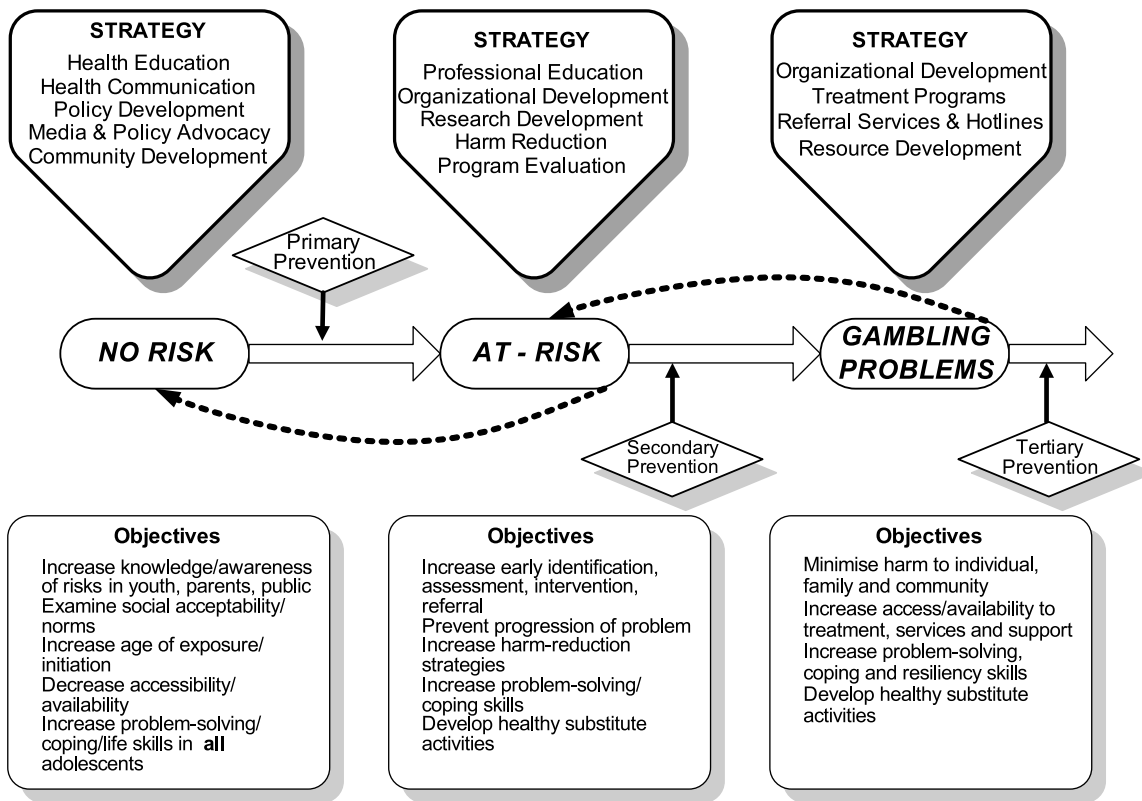 STRATEGY
Health Education
Health Communication
Policy Development
Media & Policy Advocacy
Community Development
STRATEGY
Professional Education
Organizational Development
Research Development
Harm Reduction
Program Evaluation
STRATEGY
Organizational Development
Treatment Programs
Referral Services & Hotlines
Resource Development
Primary
Prevention
NO RISK
AT - RISK
GAMBLING
PROBLEMS
Secondary
Prevention
Tertiary
Prevention
Objectives
Increase knowledge/awareness
of risks in youth, parents, public
Examine social acceptability/
norms
Increase age of exposure/
initiation
Decrease accessibility/
availability
Increase problem-solving/
coping/life skills in all
adolescents
Objectives
Increase early identification,
assessment, intervention,
referral
Prevent progression of problem
Increase harm-reduction
strategies
Increase problem-solving/
coping skills
Develop healthy substitute
activities
Objectives
Minimise harm to individual,
family and community
Increase access/availability to
treatment, services and support
Increase problem-solving,
coping and resiliency skills
Develop healthy substitute
activities